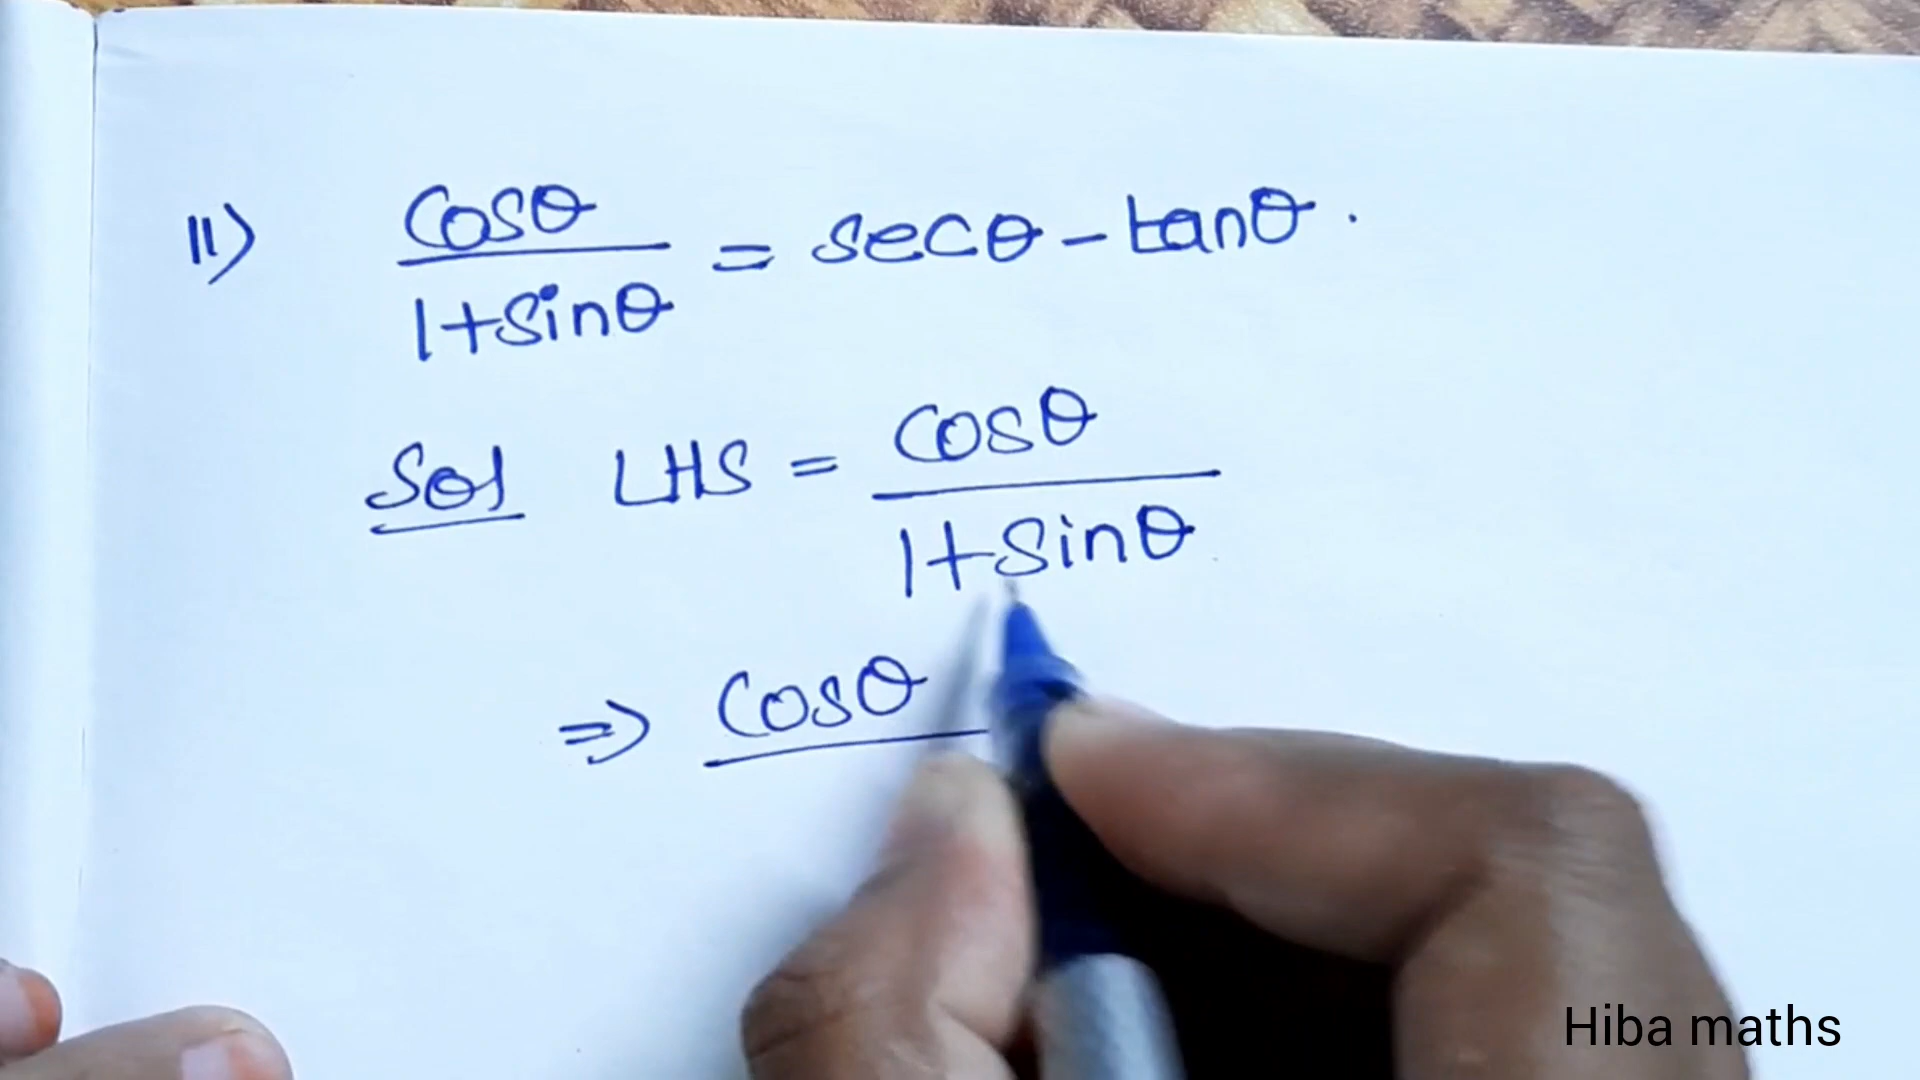 11) cosθ / 1+sinθ = secθ - tanθ.
Sol LHS = cosθ / 1+sinθ
⇒ cosθ
Hiba maths